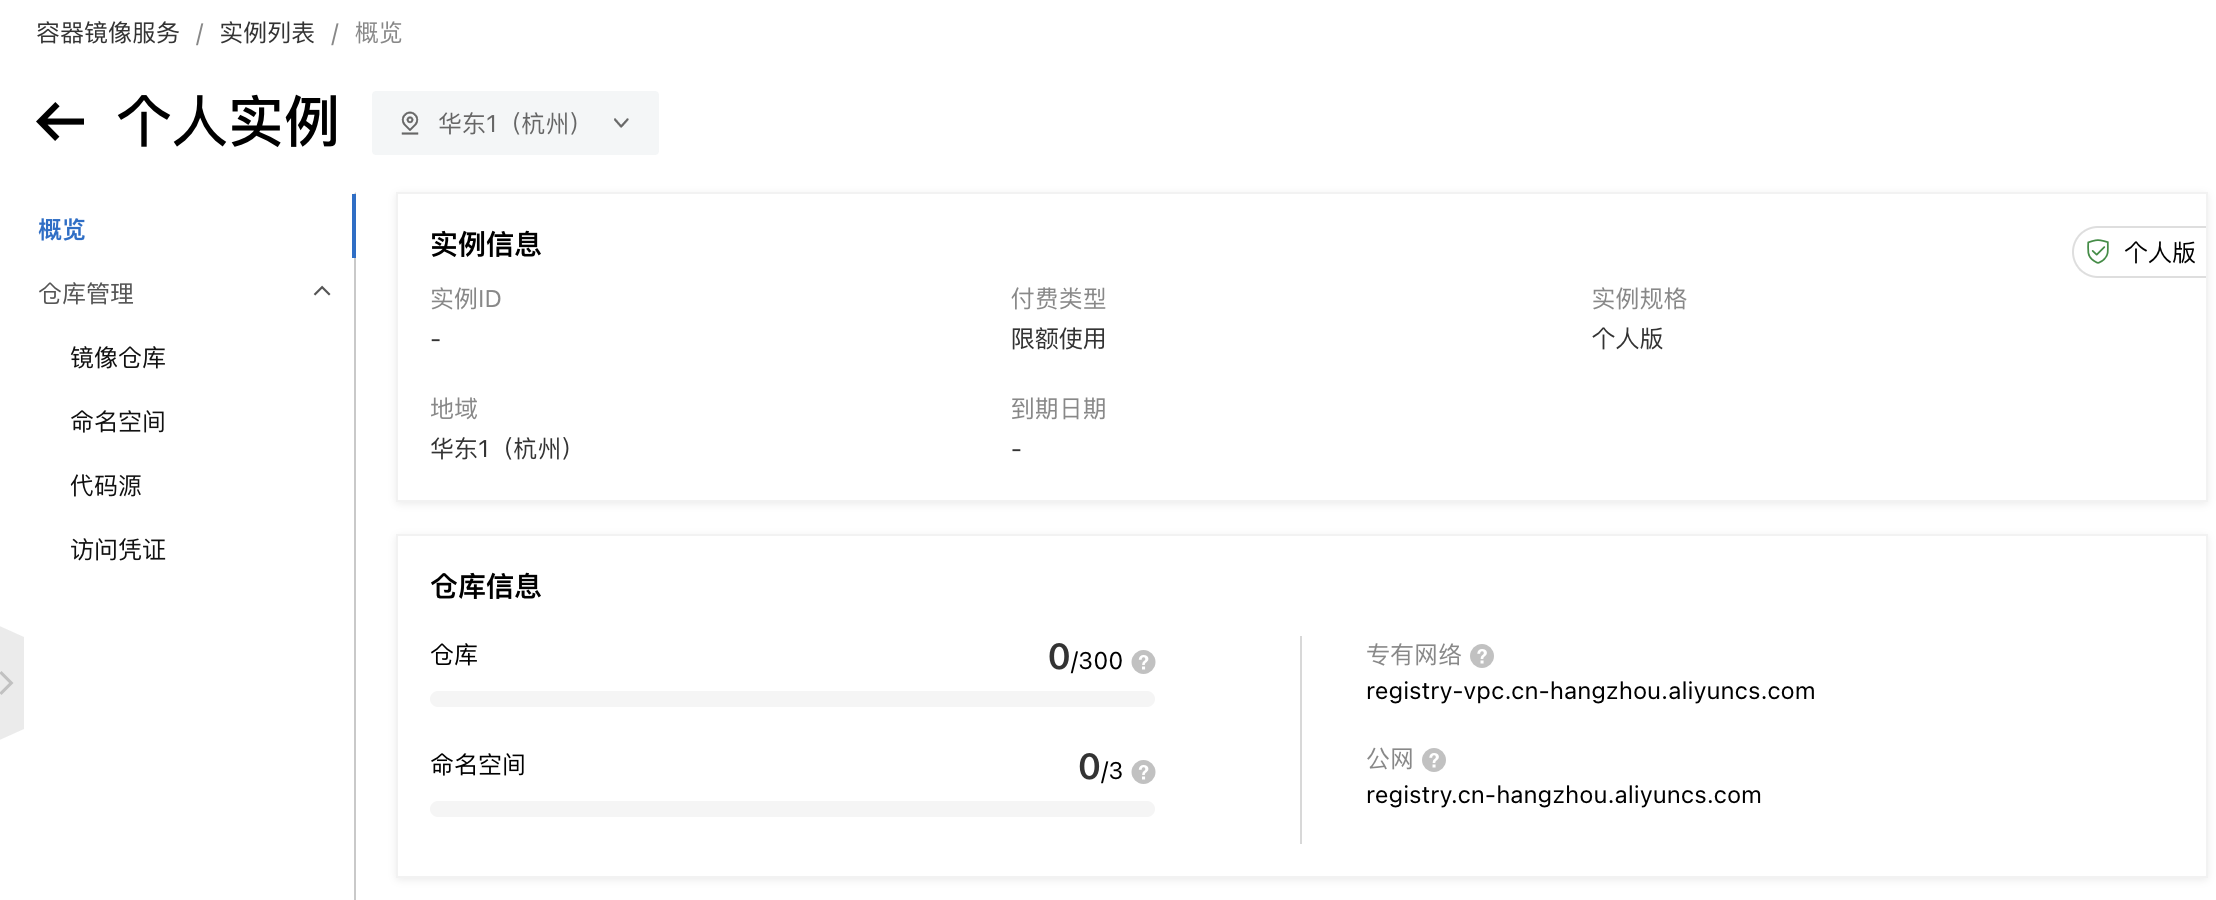 容器镜像服务 / 实例列表 / 概览
个人实例 华东1（杭州）
概览
仓库管理
镜像仓库
命名空间
代码源
访问凭证
实例信息
个人版
实例ID
-
付费类型
限额使用
实例规格
个人版
地域
华东1（杭州）
到期日期
-
仓库信息
仓库 0/300 ?
命名空间 0/3 ?
专有网络 ?
registry-vpc.cn-hangzhou.aliyuncs.com
公网 ?
registry.cn-hangzhou.aliyuncs.com